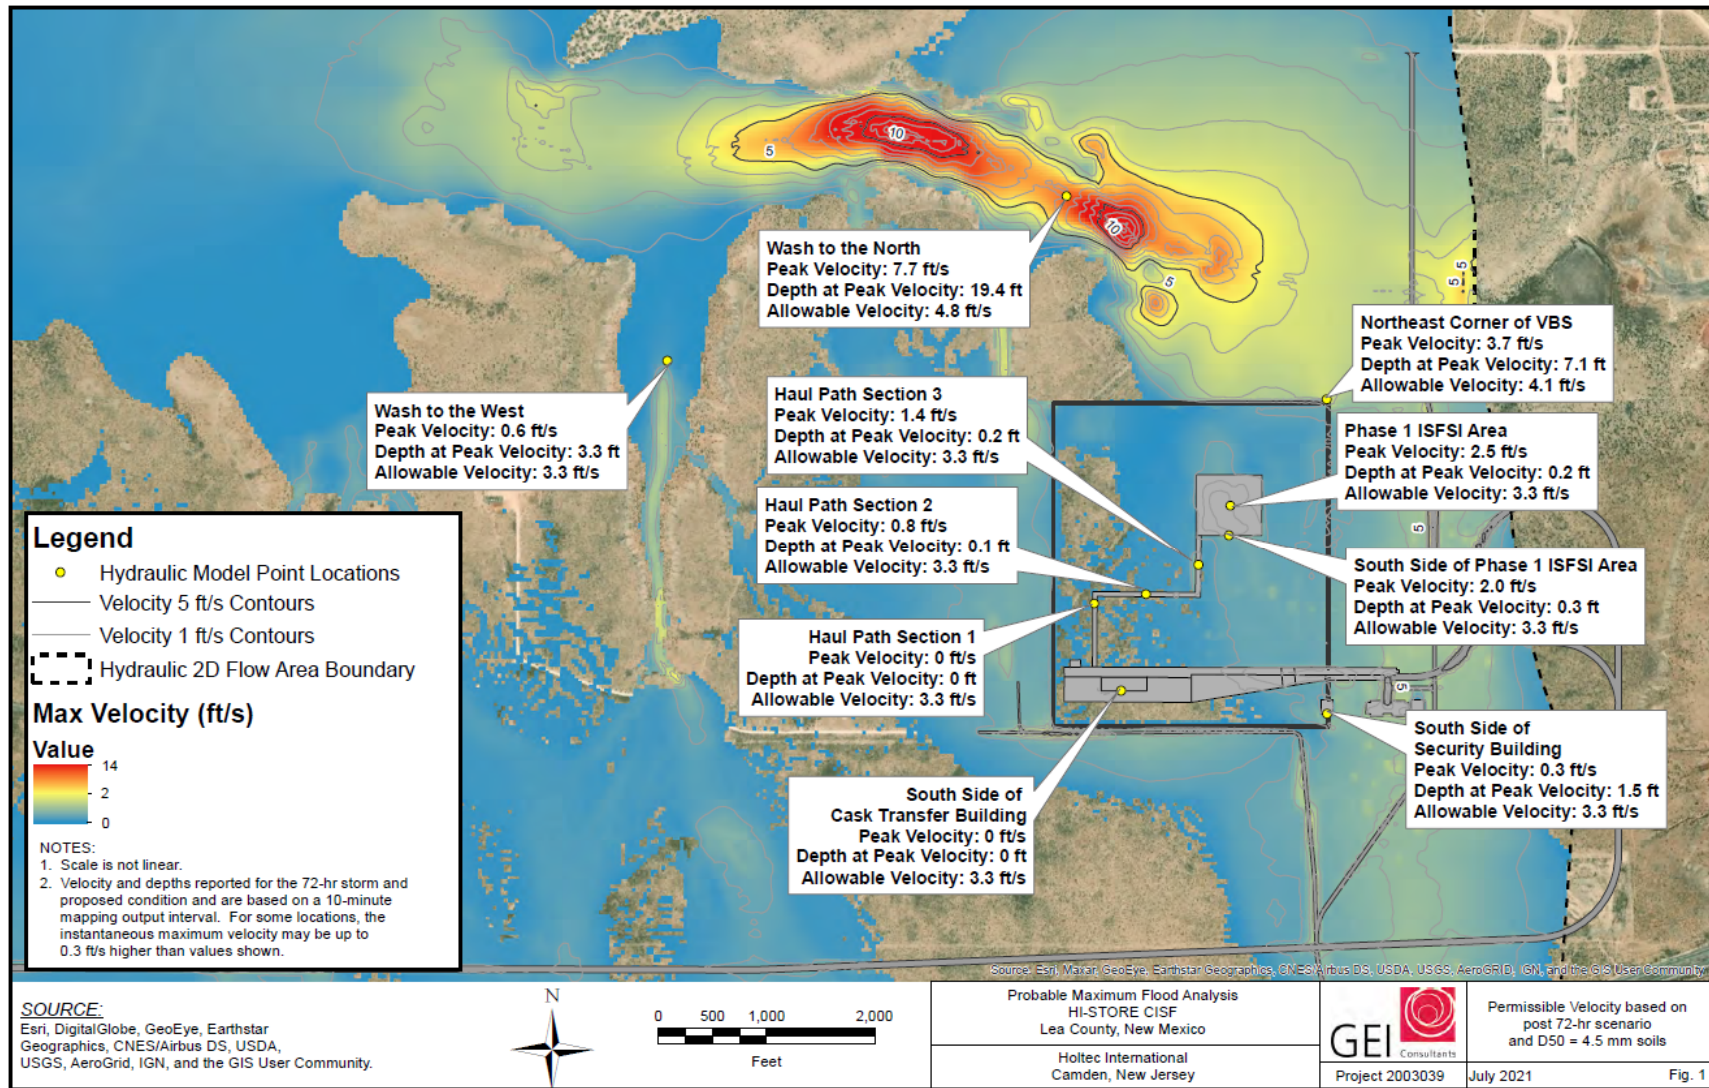 10
5
10
5
5
5
5
5
Wash to the North
Peak Velocity: 7.7 ft/s
Depth at Peak Velocity: 19.4 ft
Allowable Velocity: 4.8 ft/s
Northeast Corner of VBS
Peak Velocity: 3.7 ft/s
Depth at Peak Velocity: 7.1 ft
Allowable Velocity: 4.1 ft/s
Wash to the West
Peak Velocity: 0.6 ft/s
Depth at Peak Velocity: 3.3 ft
Allowable Velocity: 3.3 ft/s
Haul Path Section 3
Peak Velocity: 1.4 ft/s
Depth at Peak Velocity: 0.2 ft
Allowable Velocity: 3.3 ft/s
Phase 1 ISFSI Area
Peak Velocity: 2.5 ft/s
Depth at Peak Velocity: 0.2 ft
Allowable Velocity: 3.3 ft/s
Haul Path Section 2
Peak Velocity: 0.8 ft/s
Depth at Peak Velocity: 0.1 ft
Allowable Velocity: 3.3 ft/s
South Side of Phase 1 ISFSI Area
Peak Velocity: 2.0 ft/s
Depth at Peak Velocity: 0.3 ft
Allowable Velocity: 3.3 ft/s
Haul Path Section 1
Peak Velocity: 0 ft/s
Depth at Peak Velocity: 0 ft
Allowable Velocity: 3.3 ft/s
South Side of
Security Building
Peak Velocity: 0.3 ft/s
Depth at Peak Velocity: 1.5 ft
Allowable Velocity: 3.3 ft/s
South Side of
Cask Transfer Building
Peak Velocity: 0 ft/s
Depth at Peak Velocity: 0 ft
Allowable Velocity: 3.3 ft/s
Legend
Hydraulic Model Point Locations
Velocity 5 ft/s Contours
Velocity 1 ft/s Contours
Hydraulic 2D Flow Area Boundary
Max Velocity (ft/s)
Value
14
2
0
NOTES:
1. Scale is not linear.
2. Velocity and depths reported for the 72-hr storm and
proposed condition and are based on a 10-minute
mapping output interval. For some locations, the
instantaneous maximum velocity may be up to
0.3 ft/s higher than values shown.
Source: Esri, Maxar, GeoEye, Earthstar Geographics, CNES/Airbus DS, USDA, USGS, AeroGRID, IGN, and the GIS User Community
SOURCE:
Esri, DigitalGlobe, GeoEye, Earthstar
Geographics, CNES/Airbus DS, USDA,
USGS, AeroGrid, IGN, and the GIS User Community.
N
0 500 1,000 2,000
Feet
Probable Maximum Flood Analysis
HI-STORE CISF
Lea County, New Mexico
Holtec International
Camden, New Jersey
GEI Consultants
Project 2003039
Permissible Velocity based on
post 72-hr scenario
and D50 = 4.5 mm soils
July 2021
Fig. 1